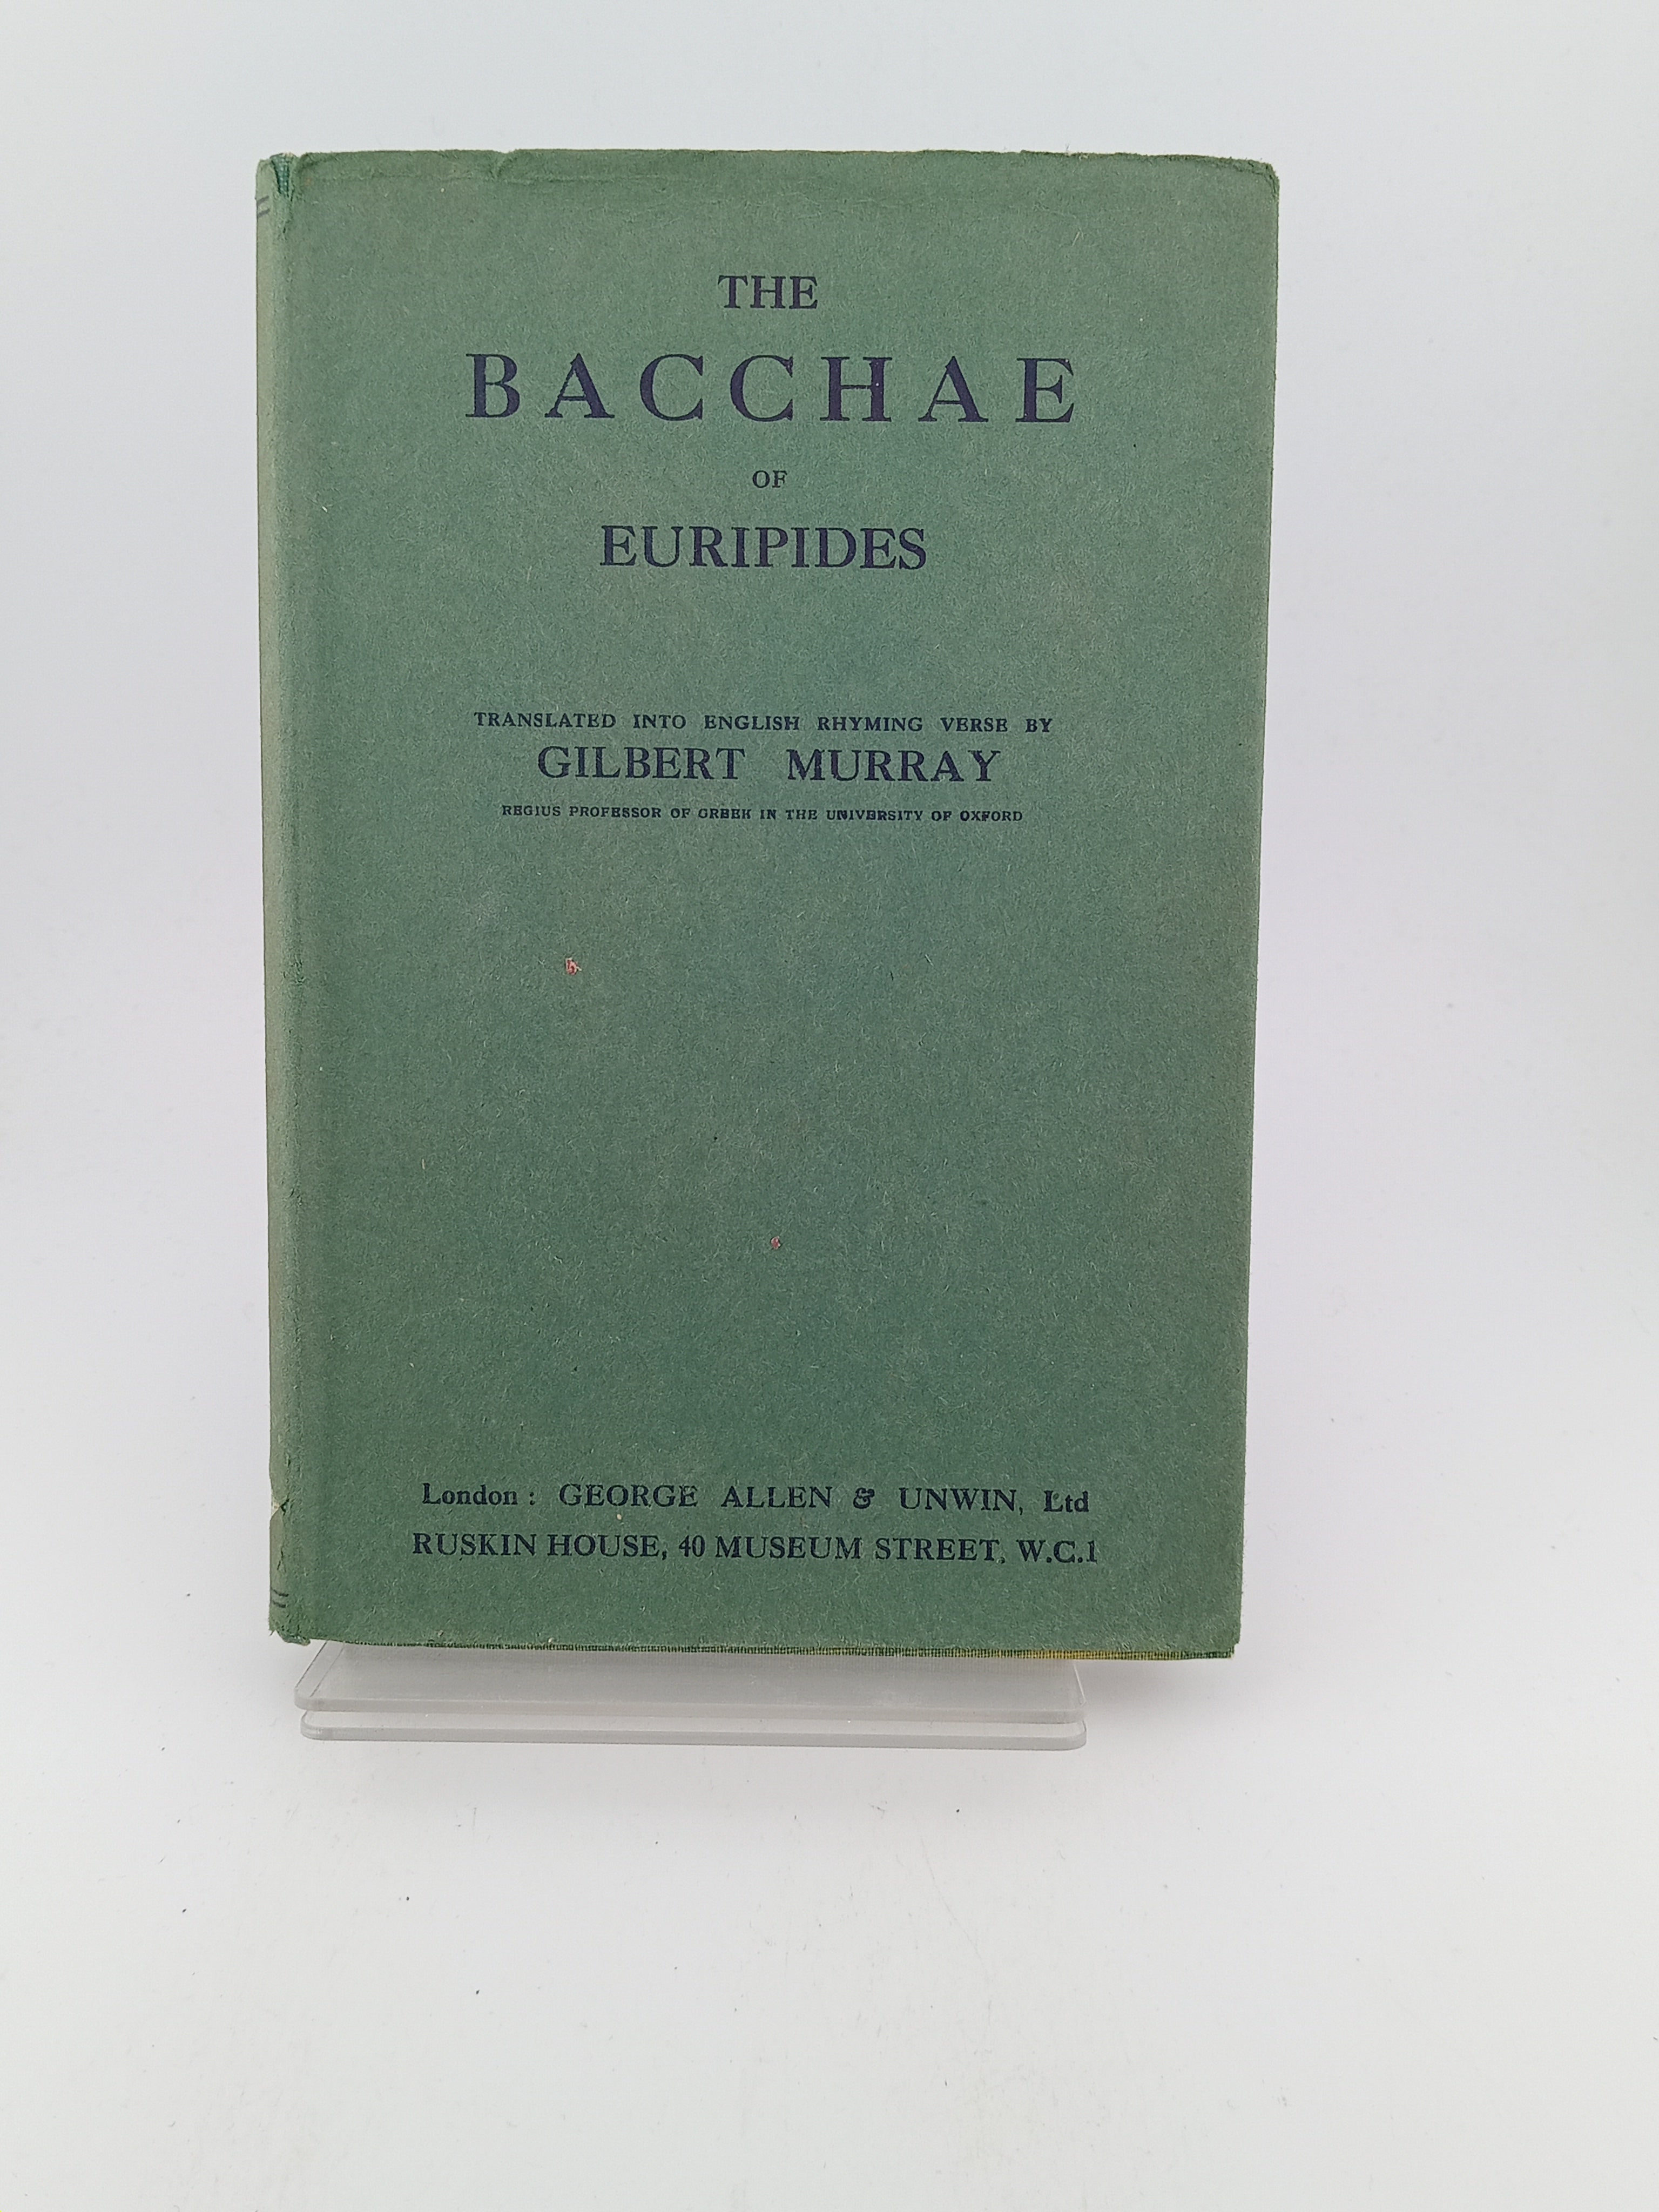 THE
BACCHAE
OF
EURIPIDES
TRANSLATED INTO ENGLISH RHYMING VERSE BY
GILBERT MURRAY
REGIUS PROFESSOR OF GREEK IN THE UNIVERSITY OF OXFORD
London: GEORGE ALLEN & UNWIN, Ltd
RUSKIN HOUSE, 40 MUSEUM STREET, W.C.1